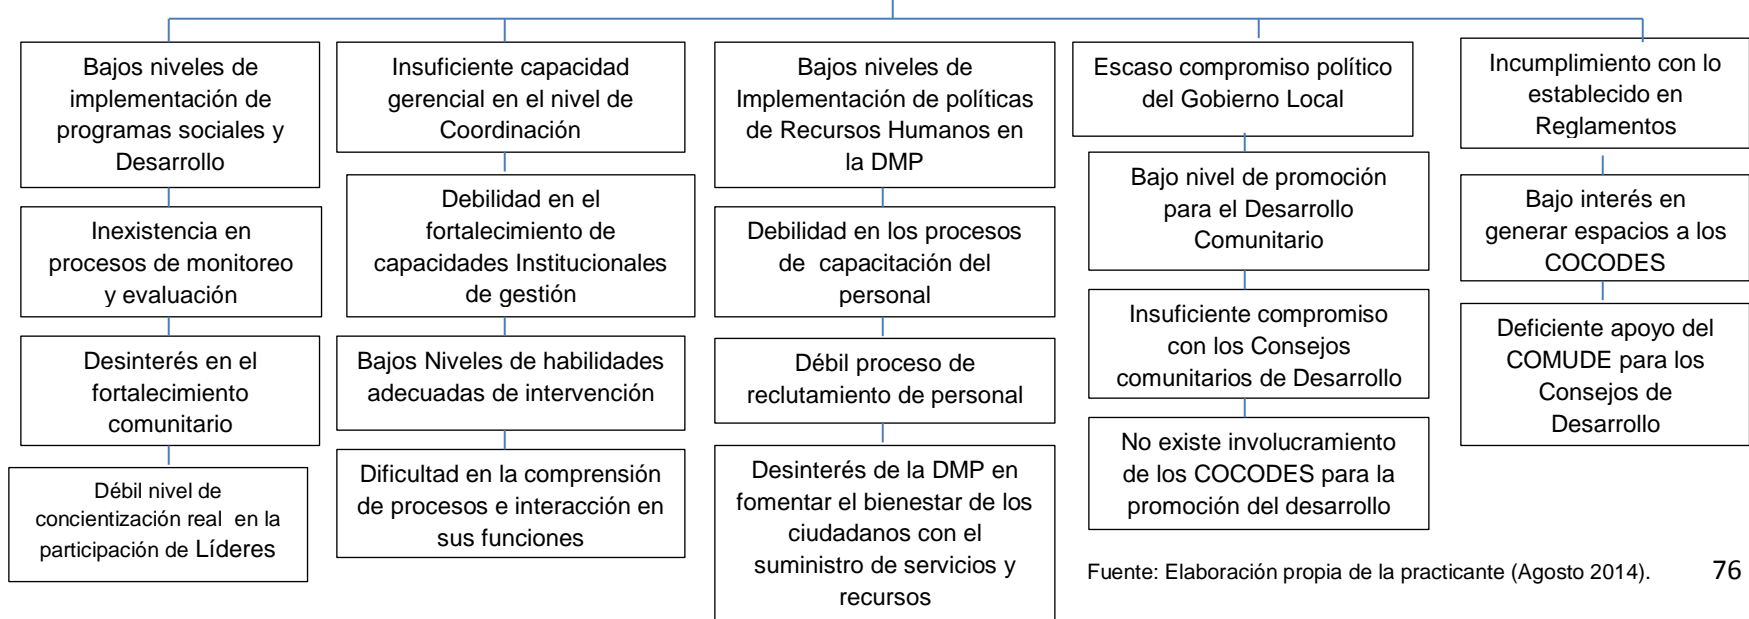 Bajos niveles de
implementación de
programas sociales y
Desarrollo
Inexistencia en
procesos de monitoreo
y evaluación
Desinterés en el
fortalecimiento
comunitario
Débil nivel de
concientización real en la
participación de Líderes
Insuficiente capacidad
gerencial en el nivel de
Coordinación
Debilidad en el
fortalecimiento de
capacidades Institucionales
de gestión
Bajos Niveles de habilidades
adecuadas de intervención
Dificultad en la comprensión
de procesos e interacción en
sus funciones
Bajos niveles de
Implementación de políticas
de Recursos Humanos en
la DMP
Debilidad en los procesos
de capacitación del
personal
Débil proceso de
reclutamiento de personal
Desinterés de la DMP en
fomentar el bienestar de los
ciudadanos con el
suministro de servicios y
recursos
Escaso compromiso político
del Gobierno Local
Bajo nivel de promoción
para el Desarrollo
Comunitario
Insuficiente compromiso
con los Consejos
comunitarios de Desarrollo
No existe involucramiento
de los COCODES para la
promoción del desarrollo
Incumplimiento con lo
establecido en
Reglamentos
Bajo interés en
generar espacios a los
COCODES
Deficiente apoyo del
COMUDE para los
Consejos de
Desarrollo
Fuente: Elaboración propia de la practicante (Agosto 2014). 76